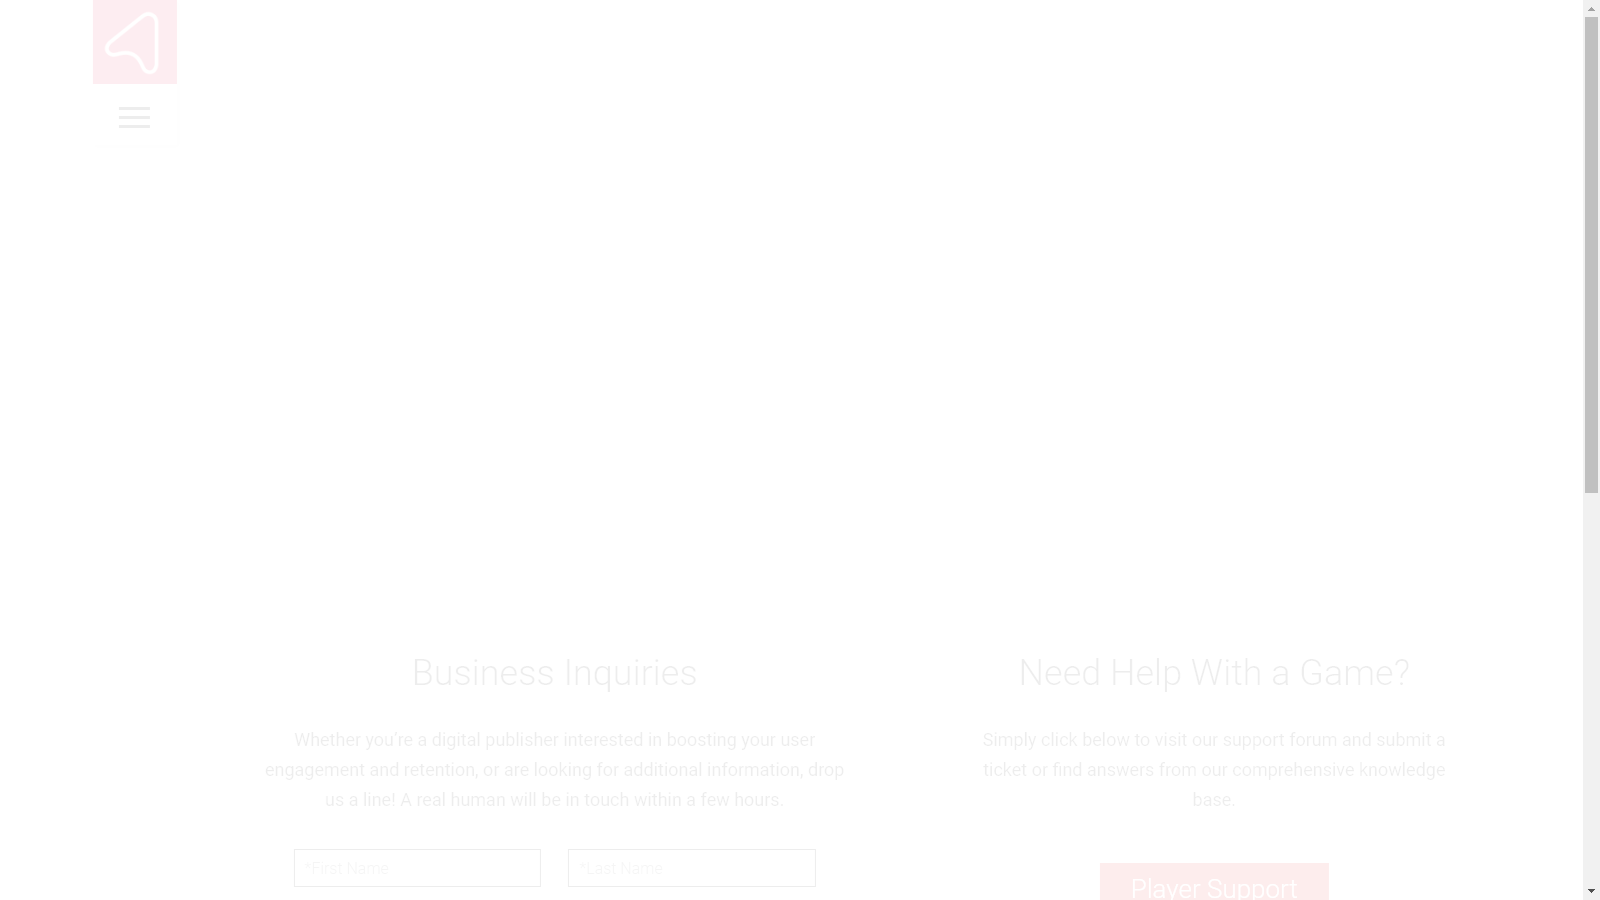 Business Inquiries
Whether you're a digital publisher interested in boosting your user
engagement and retention, or are looking for additional information, drop
us a line! A real human will be in touch within a few hours.
*First Name
*Last Name
Need Help With a Game?
Simply click below to visit our support forum and submit a
ticket or find answers from our comprehensive knowledge
base.
Player Support